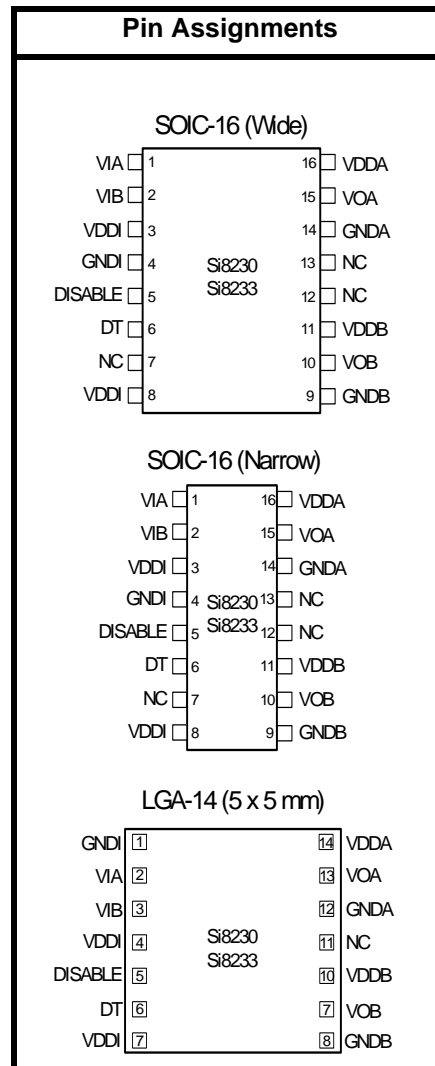 Pin Assignments
SOIC-16 (Wide)
VIA 1 16 VDDA
VIB 2 15 VOA
VDDI 3 14 GNDA
GNDI 4 Si8230 13 NC
DISABLE 5 Si8233 12 NC
DT 6 11 VDDB
NC 7 10 VOB
VDDI 8 9 GNDB
SOIC-16 (Narrow)
VIA 1 16 VDDA
VIB 2 15 VOA
VDDI 3 14 GNDA
GNDI 4 Si8230 13 NC
DISABLE 5 Si8233 12 NC
DT 6 11 VDDB
NC 7 10 VOB
VDDI 8 9 GNDB
LGA-14 (5 x 5 mm)
GNDI 1 14 VDDA
VIA 2 13 VOA
VIB 3 12 GNDA
VDDI 4 Si8230 11 NC
DISABLE 5 Si8233 10 VDDB
DT 6 7 VOB
VDDI 7 8 GNDB